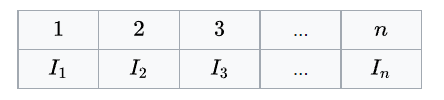 1 2 3 ... n
I₁ I₂ I₃ ... Iₙ